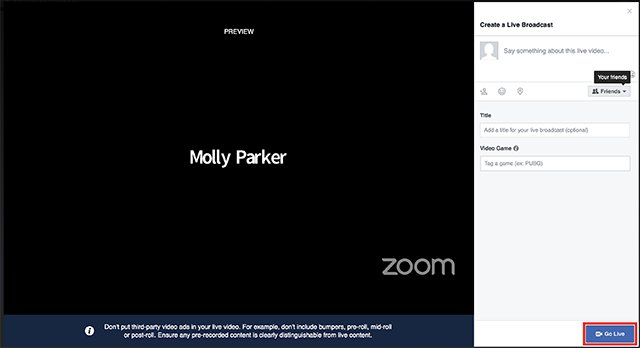 PREVIEW
Molly Parker
zoom
Don't put third-party video ads in your live video. For example, don't include bumpers, pre-roll, mid-roll
or post-roll. Ensure any pre-recorded content is clearly distinguishable from live content.
Create a Live Broadcast
Say something about this live video...
Your friends
Friends
Title
Add a title for your live broadcast (optional)
Video Game
Tag a game (ex: PUBG)
Go Live